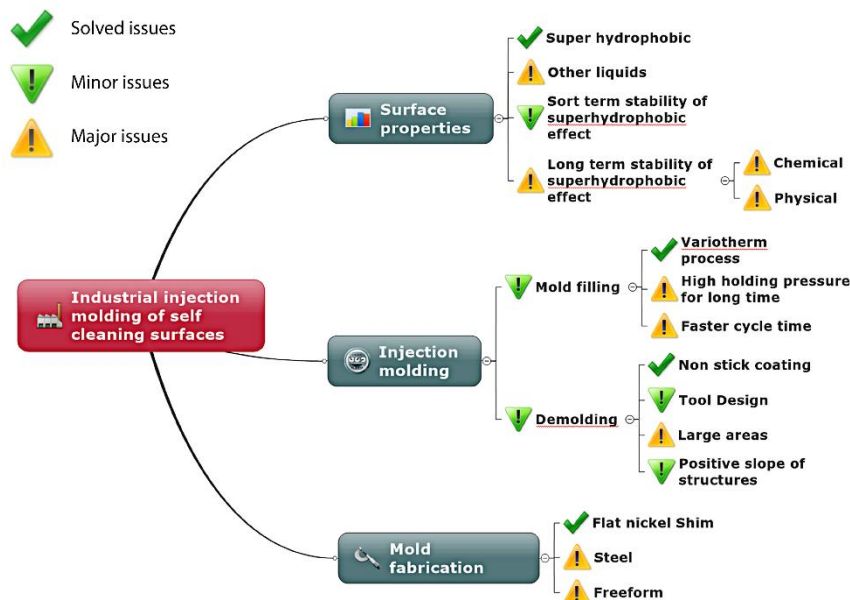 Solved issues
Minor issues
Major issues
Industrial injection
molding of self
cleaning surfaces
Surface
properties
Super hydrophobic
Other liquids
Sort term stability of
superhydrophobic
effect
Long term stability of
superhydrophobic
effect
Chemical
Physical
Injection
molding
Mold filling
Variotherm
process
High holding pressure
for long time
Faster cycle time
Demolding
Non stick coating
Tool Design
Large areas
Positive slope of
structures
Mold
fabrication
Flat nickel Shim
Steel
Freeform